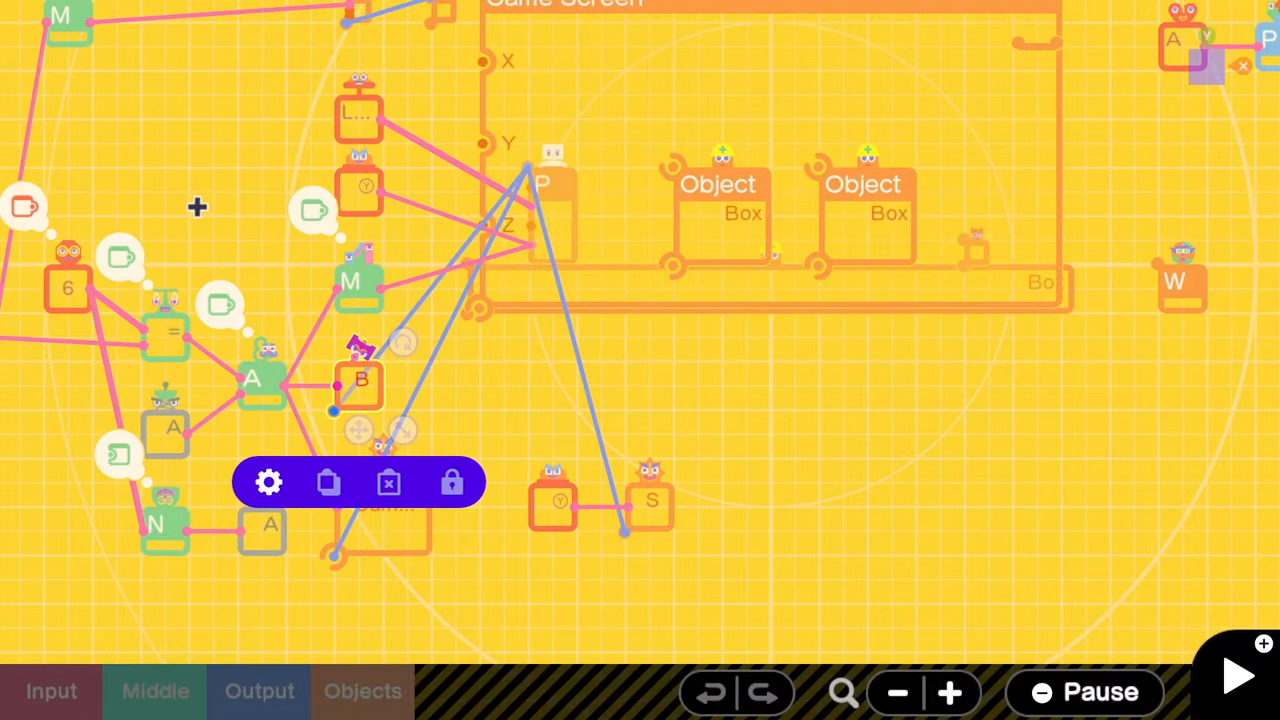 M
Game Screen
A
Y
P
X
L...
Y
Y
P
Object
Object
Box
Box
Z
M
6
Bo
W
=
A
B
A
Y
S
N
A
Input
Middle
Output
Objects
Pause